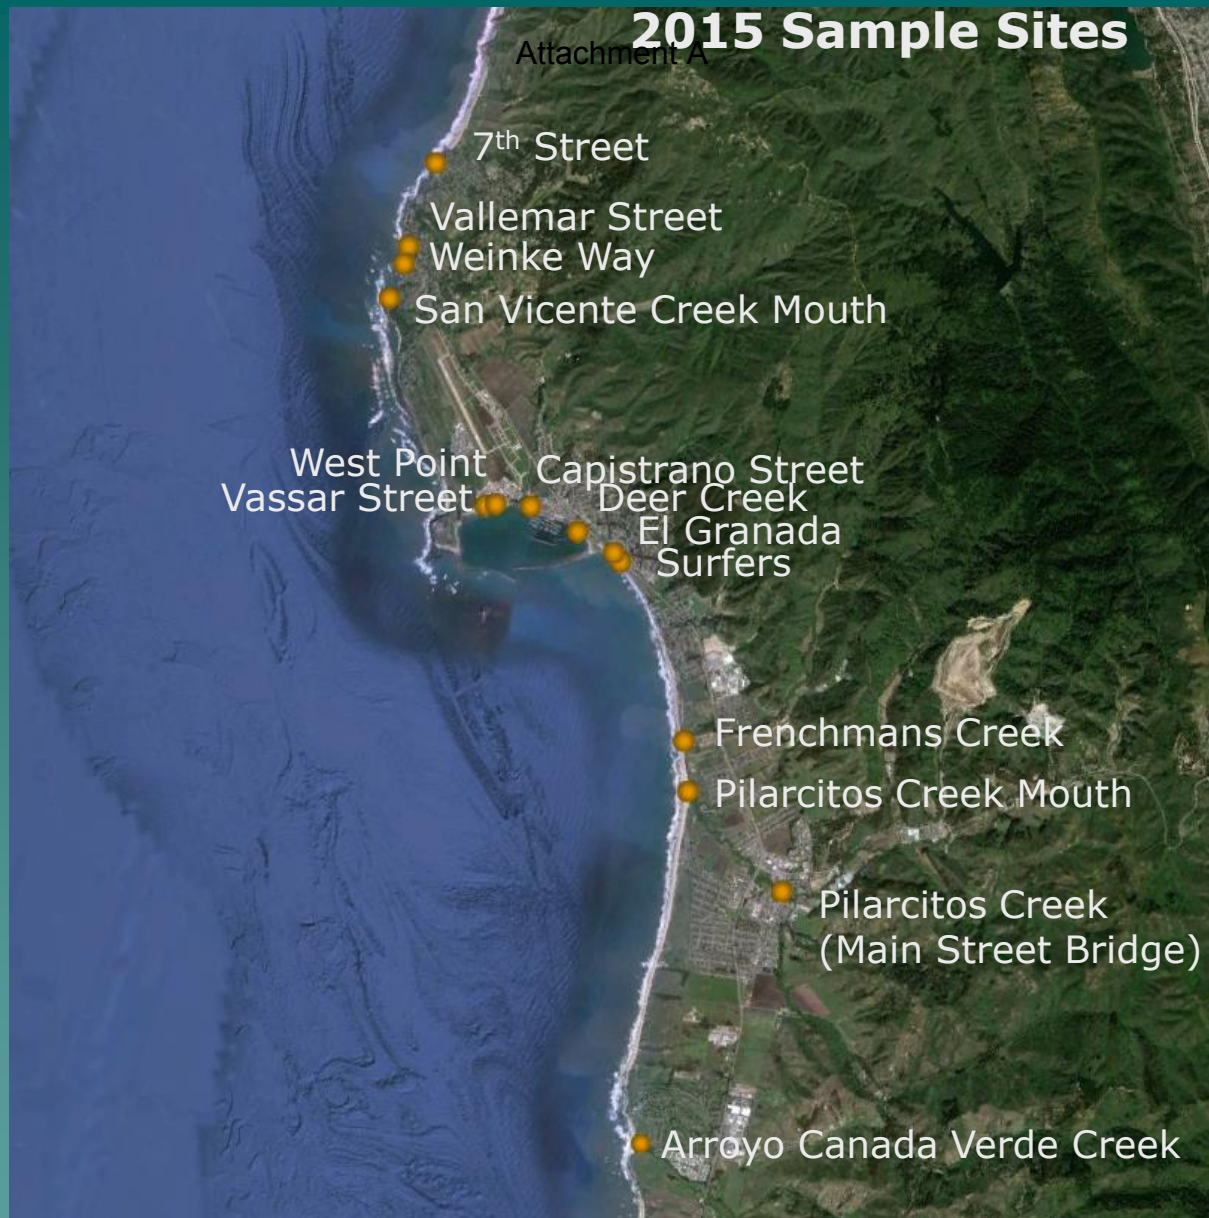 2015 Sample Sites
Attachment A
7th Street
Vallemar Street
Weinke Way
San Vicente Creek Mouth
West Point
Capistrano Street
Vassar Street
Deer Creek
El Granada
Surfers
Frenchmans Creek
Pilarcitos Creek Mouth
Pilarcitos Creek
(Main Street Bridge)
Arroyo Canada Verde Creek